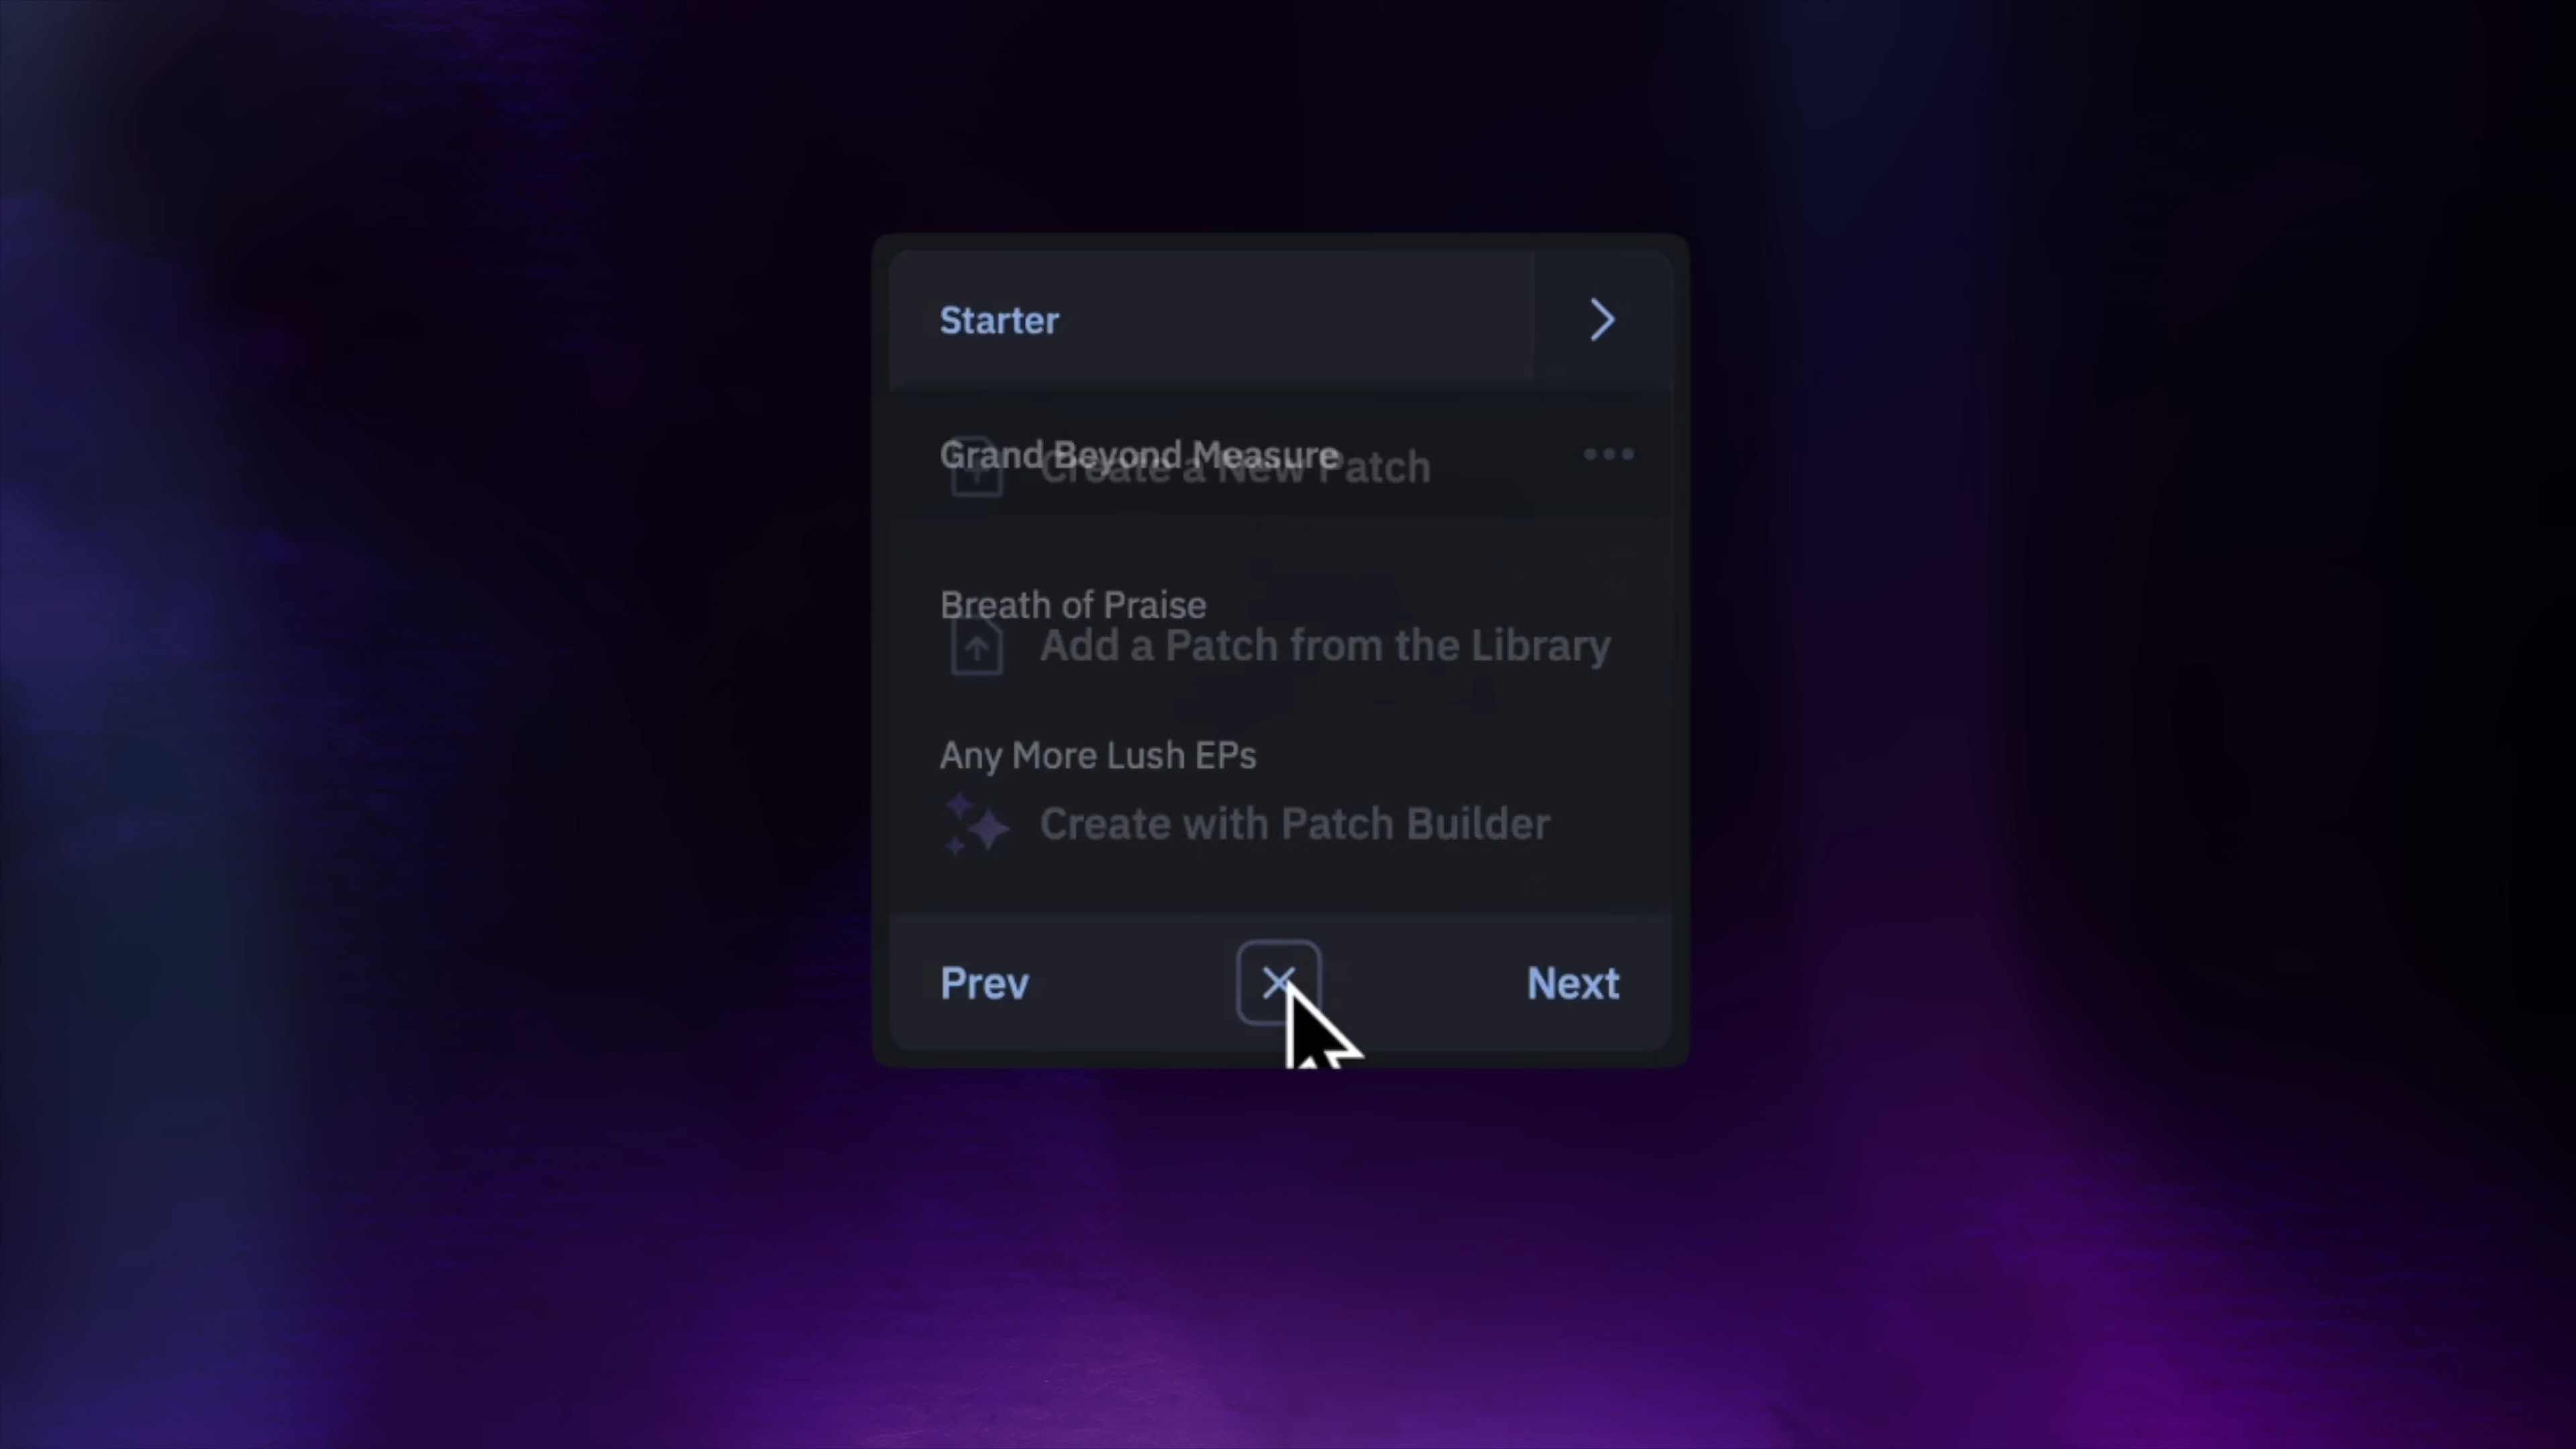 Starter
Grand Beyond Measure
Create a New Patch
Breath of Praise
Add a Patch from the Library
Any More Lush EPs
Create with Patch Builder
Prev
Next